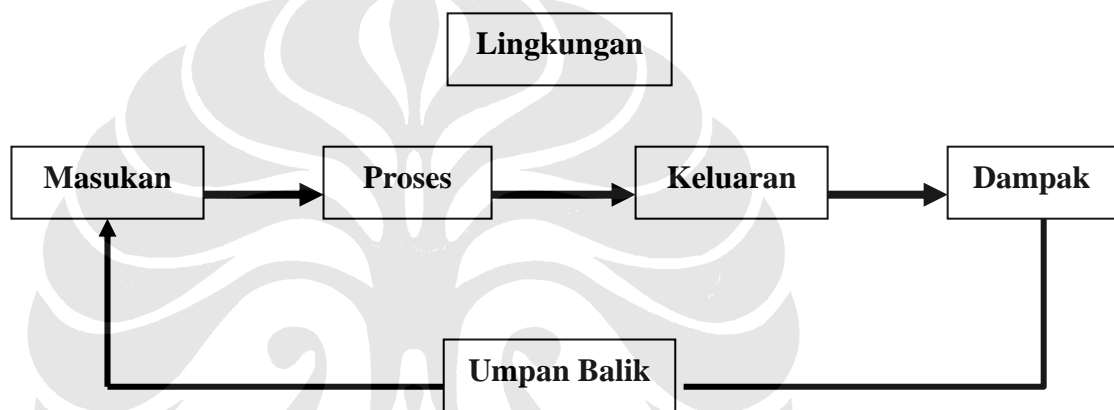 Lingkungan
Masukan
Proses
Keluaran
Dampak
Umpan Balik